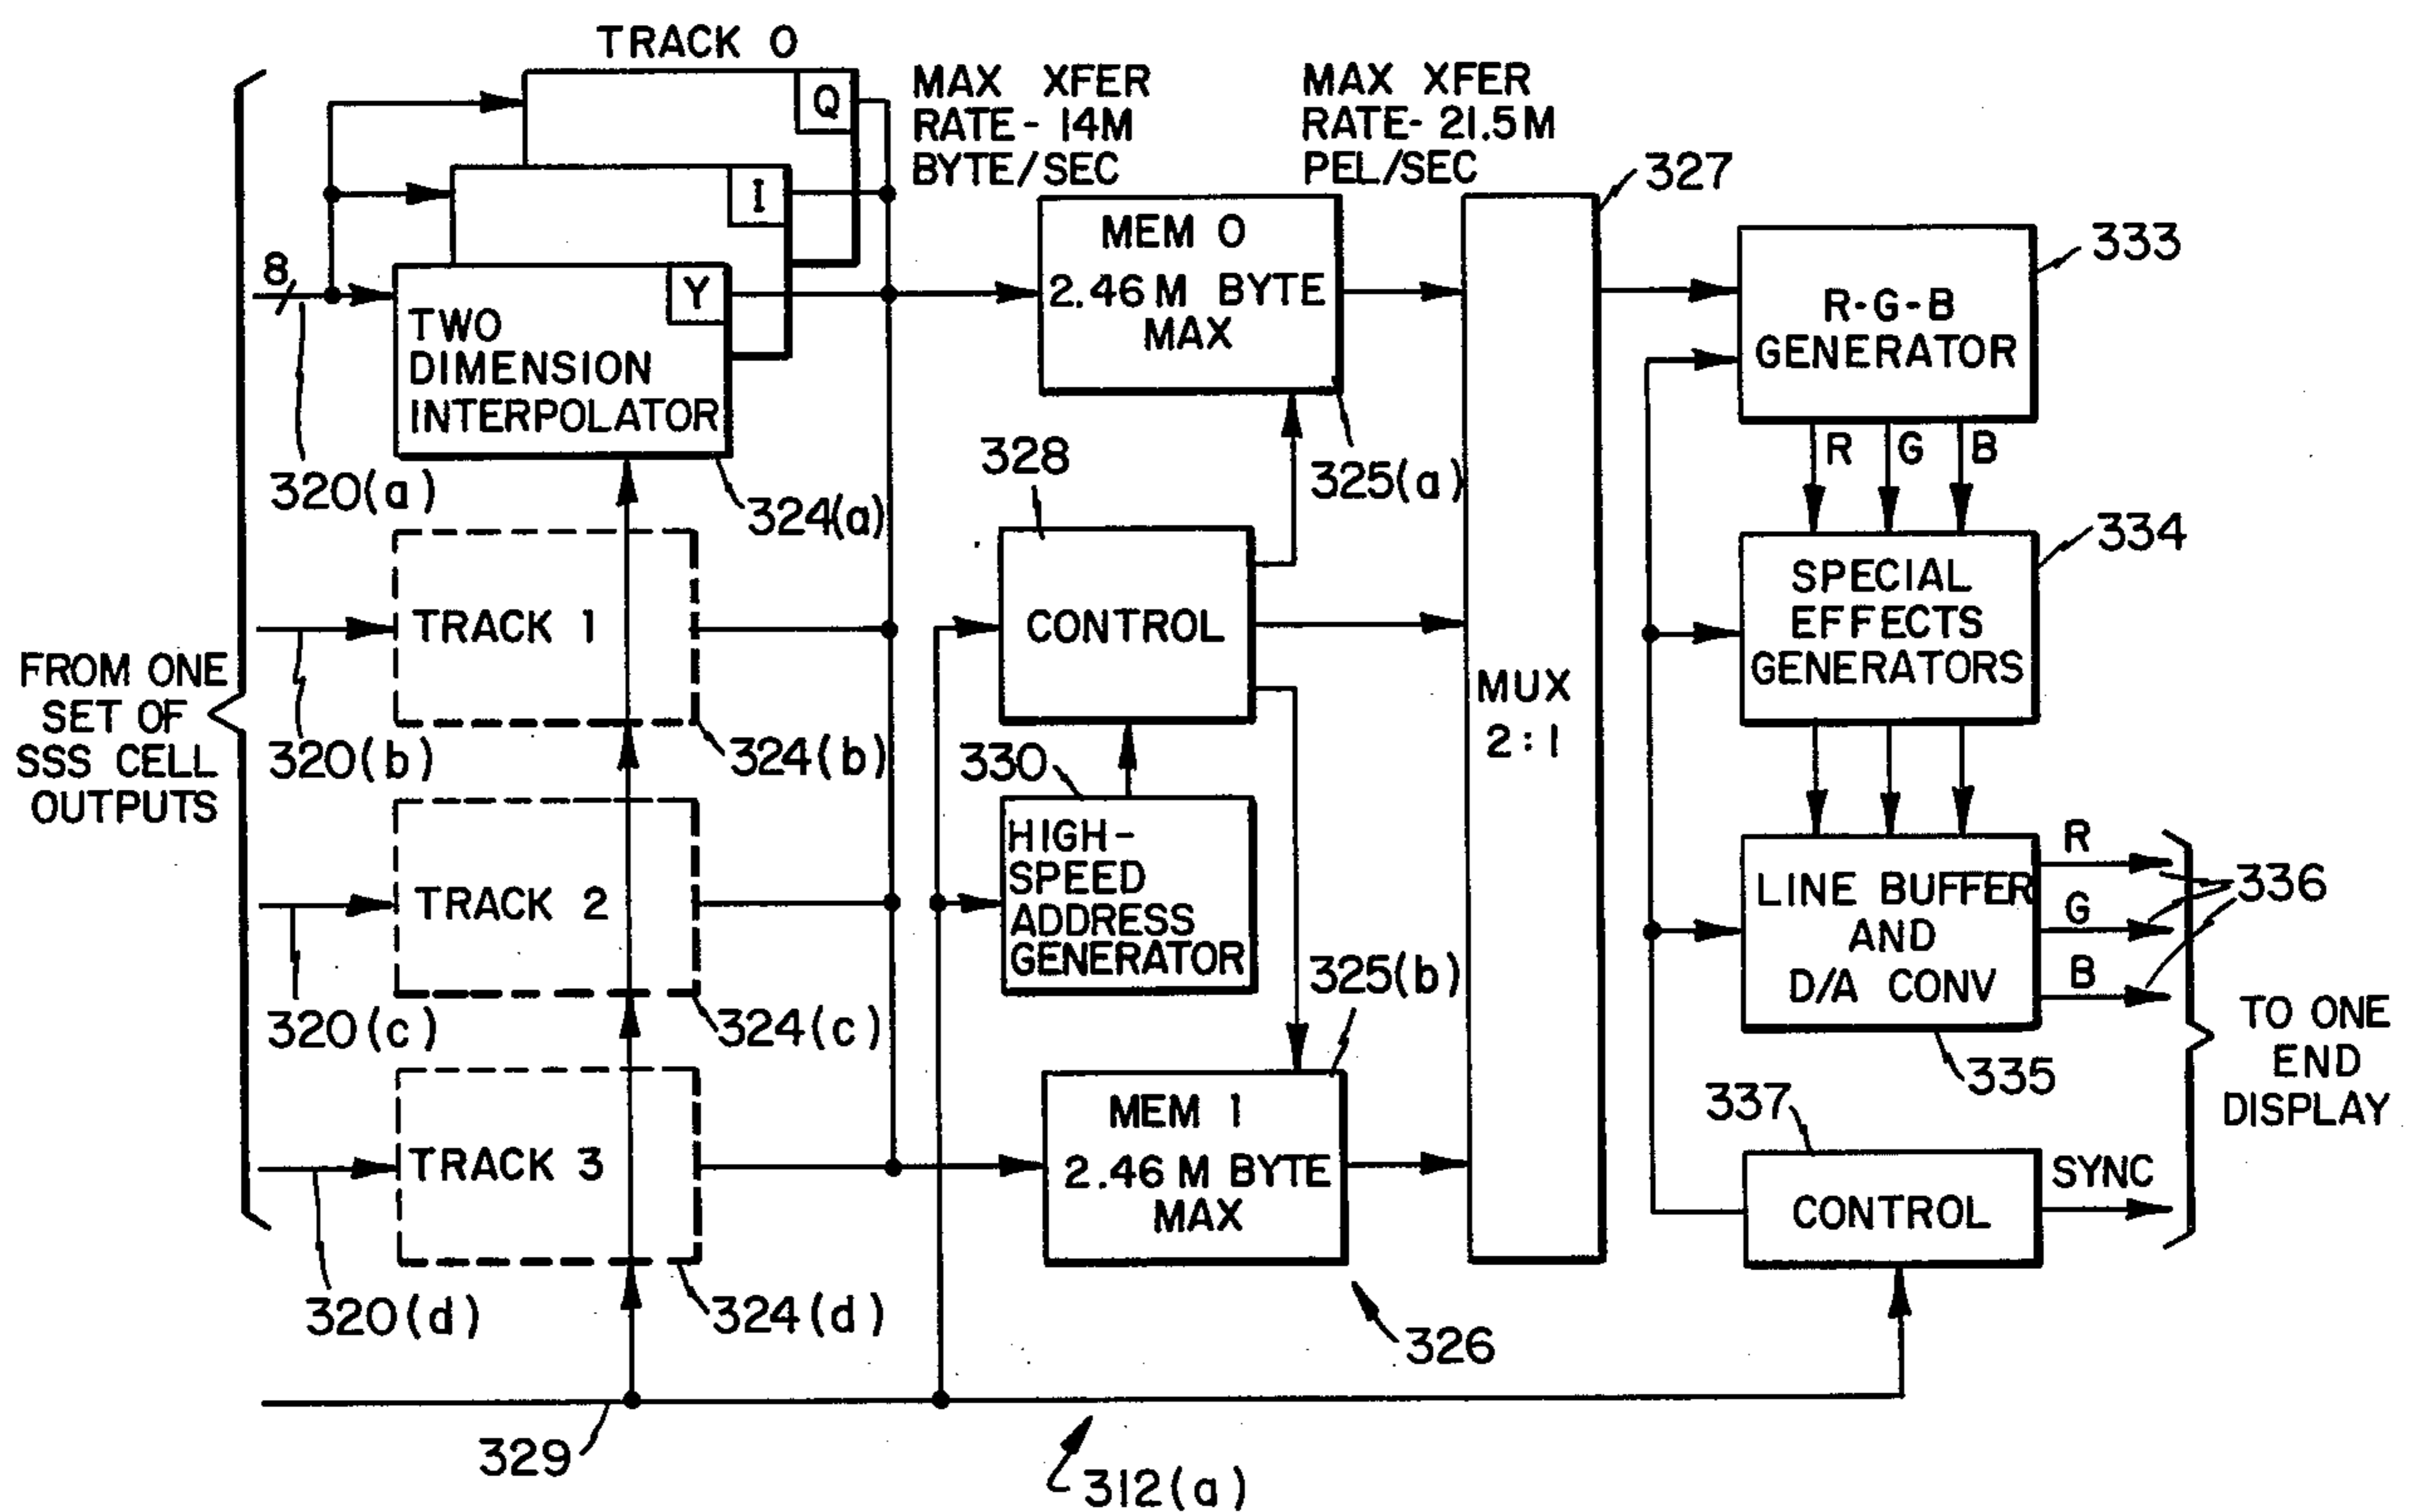 TRACK 0
Q
I
Y
8
TWO
DIMENSION
INTERPOLATOR
320(a)
324(a)
MAX XFER
RATE - 14M
BYTE/SEC
MAX XFER
RATE - 21.5M
PEL/SEC
MEM 0
2.46 M BYTE
MAX
325(a)
327
R-G-B
GENERATOR
333
R G B
328
CONTROL
TRACK 1
320(b)
324(b)
FROM ONE
SET OF
SSS CELL
OUTPUTS
330
HIGH-
SPEED
ADDRESS
GENERATOR
MUX
2:1
SPECIAL
EFFECTS
GENERATORS
334
TRACK 2
320(c)
324(c)
325(b)
LINE BUFFER
AND
D/A CONV
335
R
G
B
336
TO ONE
END
DISPLAY
TRACK 3
320(d)
324(d)
MEM 1
2.46 M BYTE
MAX
326
337
CONTROL
SYNC
329
312(a)